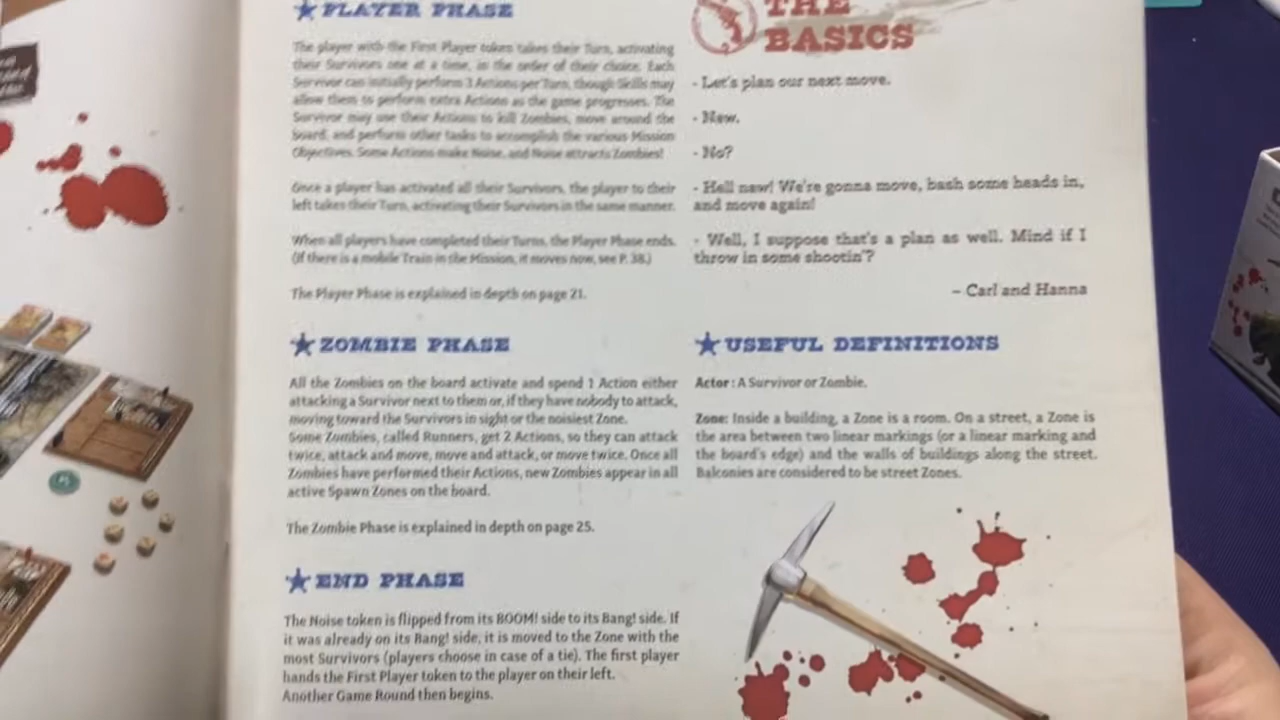 PLAYER PHASE
The player with the First Player token takes their Turn, activating
their Survivors one at a time, in the order of their choice. Each
Survivor can initially perform 3 Actions per Turn, though Skills may
allow them to perform extra Actions as the game progresses. The
Survivor may use their Actions to kill Zombies, move around the
board, and perform other tasks to accomplish the various Mission
Objectives. Some Actions make Noise, and Noise attracts Zombies!
Once a player has activated all their Survivors, the player to their
left takes their Turn, activating their Survivors in the same manner.
When all players have completed their Turns, the Player Phase ends.
(If there is a mobile Train in the Mission, it moves now, see P. 38.)
The Player Phase is explained in depth on page 21.
ZOMBIE PHASE
All the Zombies on the board activate and spend 1 Action either
attacking a Survivor next to them or, if they have nobody to attack,
moving toward the Survivors in sight or the noisiest Zone.
Some Zombies, called Runners, get 2 Actions, so they can attack
twice, attack and move, move and attack, or move twice. Once all
Zombies have performed their Actions, new Zombies appear in all
active Spawn Zones on the board.
The Zombie Phase is explained in depth on page 25.
END PHASE
The Noise token is flipped from its BOOM! side to its Bang! side. If
it was already on its Bang! side, it is moved to the Zone with the
most Survivors (players choose in case of a tie). The first player
hands the First Player token to the player on their left.
Another Game Round then begins.
THE
BASICS
- Let's plan our next move.
- Naw.
- No?
- Hell naw! We're gonna move, bash some heads in,
and move again!
- Well, I suppose that's a plan as well. Mind if I
throw in some shootin'?
– Carl and Hanna
USEFUL DEFINITIONS
Actor : A Survivor or Zombie.
Zone: Inside a building, a Zone is a room. On a street, a Zone is
the area between two linear markings (or a linear marking and
the board's edge) and the walls of buildings along the street.
Balconies are considered to be street Zones.